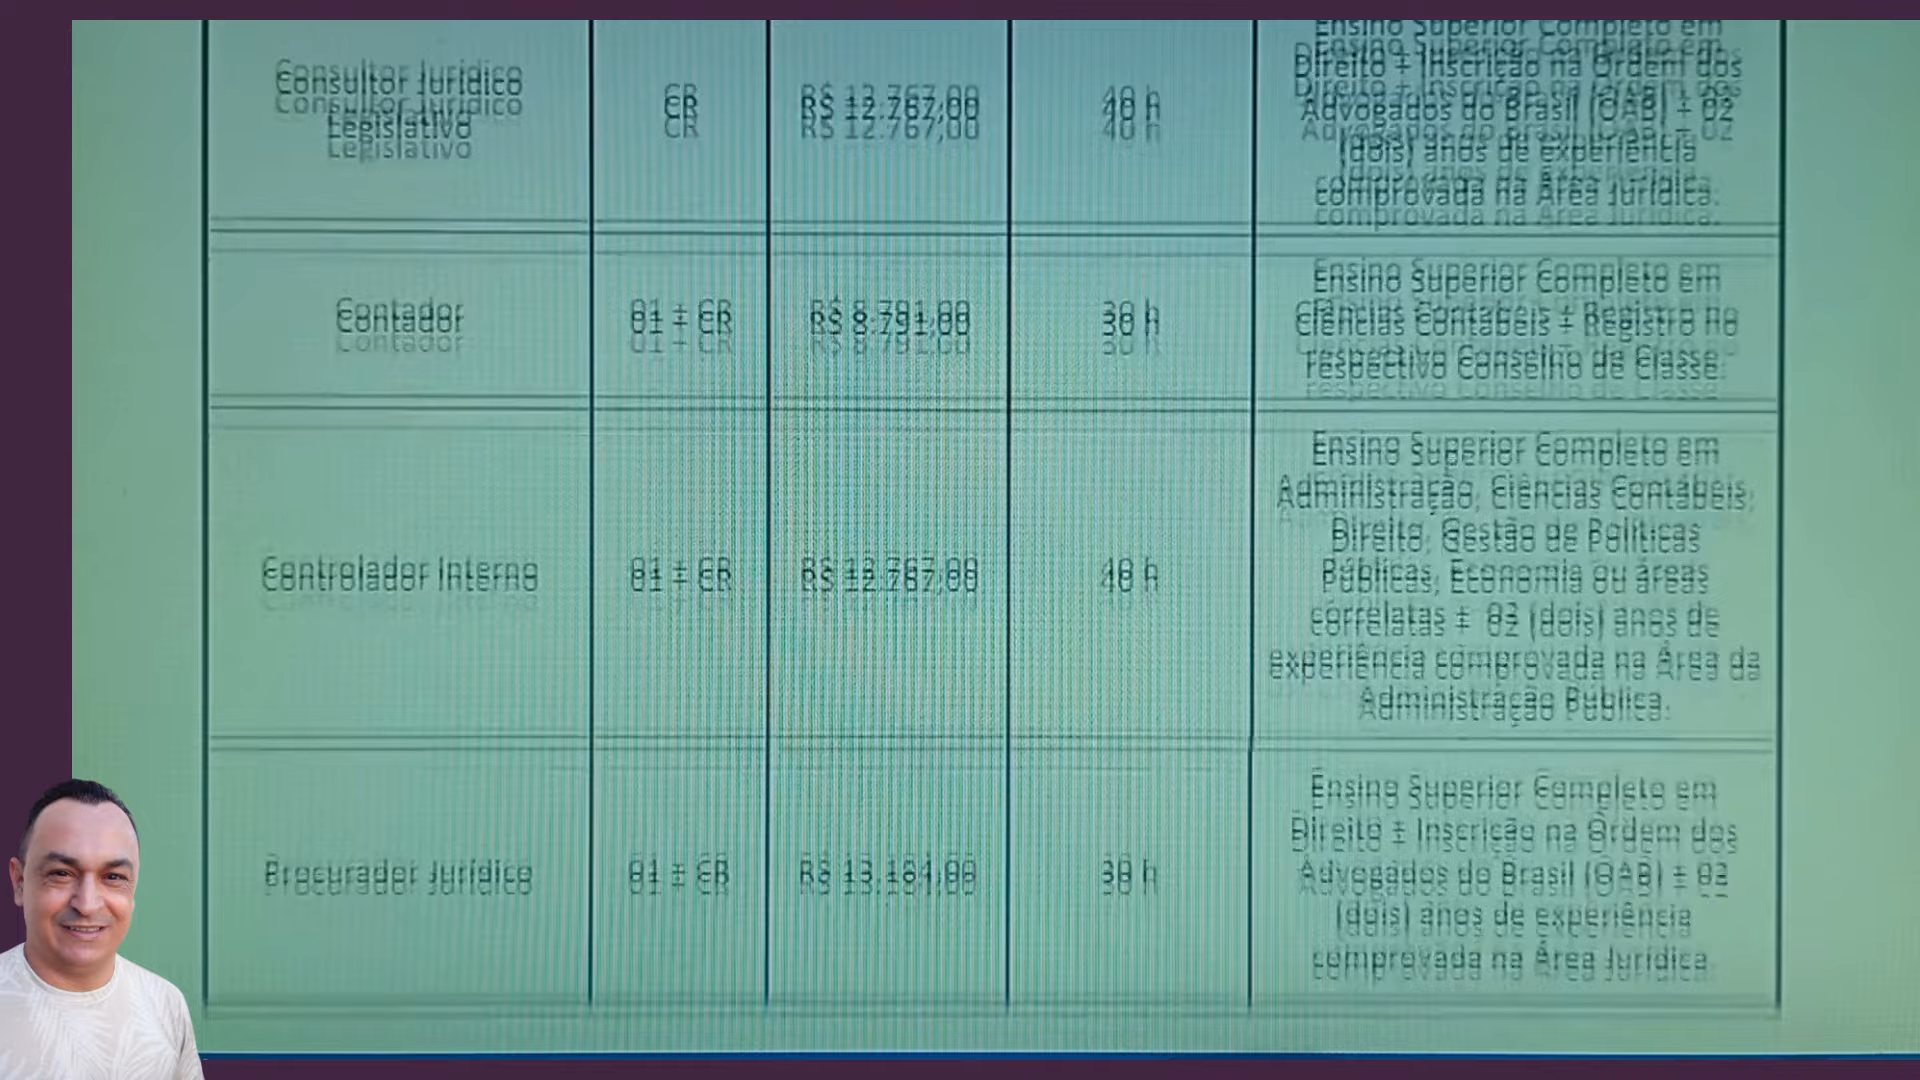 Consultor Jurídico
Legislativo
CR
R$ 12.767,00
40 h
Ensino Superior Completo em
Direito + Inscrição na Ordem dos
Advogados do Brasil (OAB) + 02
(dois) anos de experiência
comprovada na Área Jurídica.
Contador
01 + CR
R$ 8.791,00
30 h
Ensino Superior Completo em
Ciências Contábeis + Registro no
respectivo Conselho de Classe.
Controlador Interno
01 + CR
R$ 12.767,00
40 h
Ensino Superior Completo em
Administração, Ciências Contábeis,
Direito, Gestão de Políticas
Públicas, Economia ou áreas
correlatas + 02 (dois) anos de
experiência comprovada na Área da
Administração Pública.
Procurador Jurídico
01 + CR
R$ 13.184,00
30 h
Ensino Superior Completo em
Direito + Inscrição na Ordem dos
Advogados do Brasil (OAB) + 02
(dois) anos de experiência
comprovada na Área Jurídica.